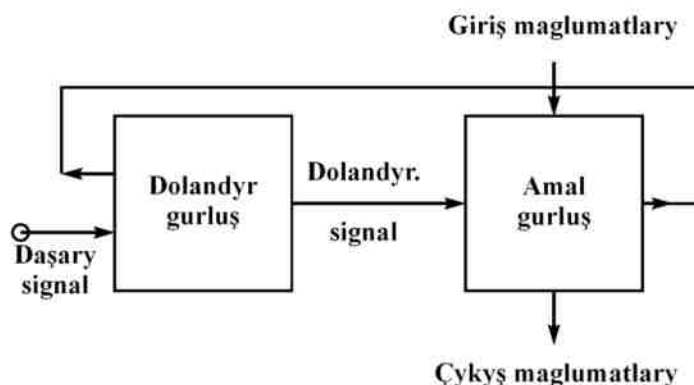 Giriş maglumatlary
Dolandyr
gurluş
Dolandyr.
signal
Amal
gurluş
Daşary
signal
Çykyş maglumatlary